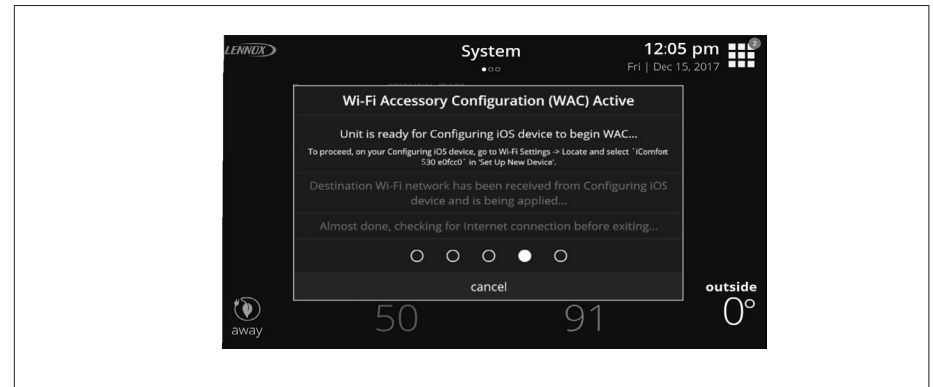 LENNOX
System
12:05 pm
2
Fri | Dec 15, 2017
Wi-Fi Accessory Configuration (WAC) Active
Unit is ready for Configuring iOS device to begin WAC...
To proceed, on your Configuring iOS device, go to Wi-Fi Settings -> Locate and select `iComfort
S30 e0fcc0` in 'Set Up New Device'.
Destination Wi-Fi network has been received from Configuring iOS
device and is being applied...
Almost done, checking for Internet connection before exiting...
cancel
outside
0°
away
50
91